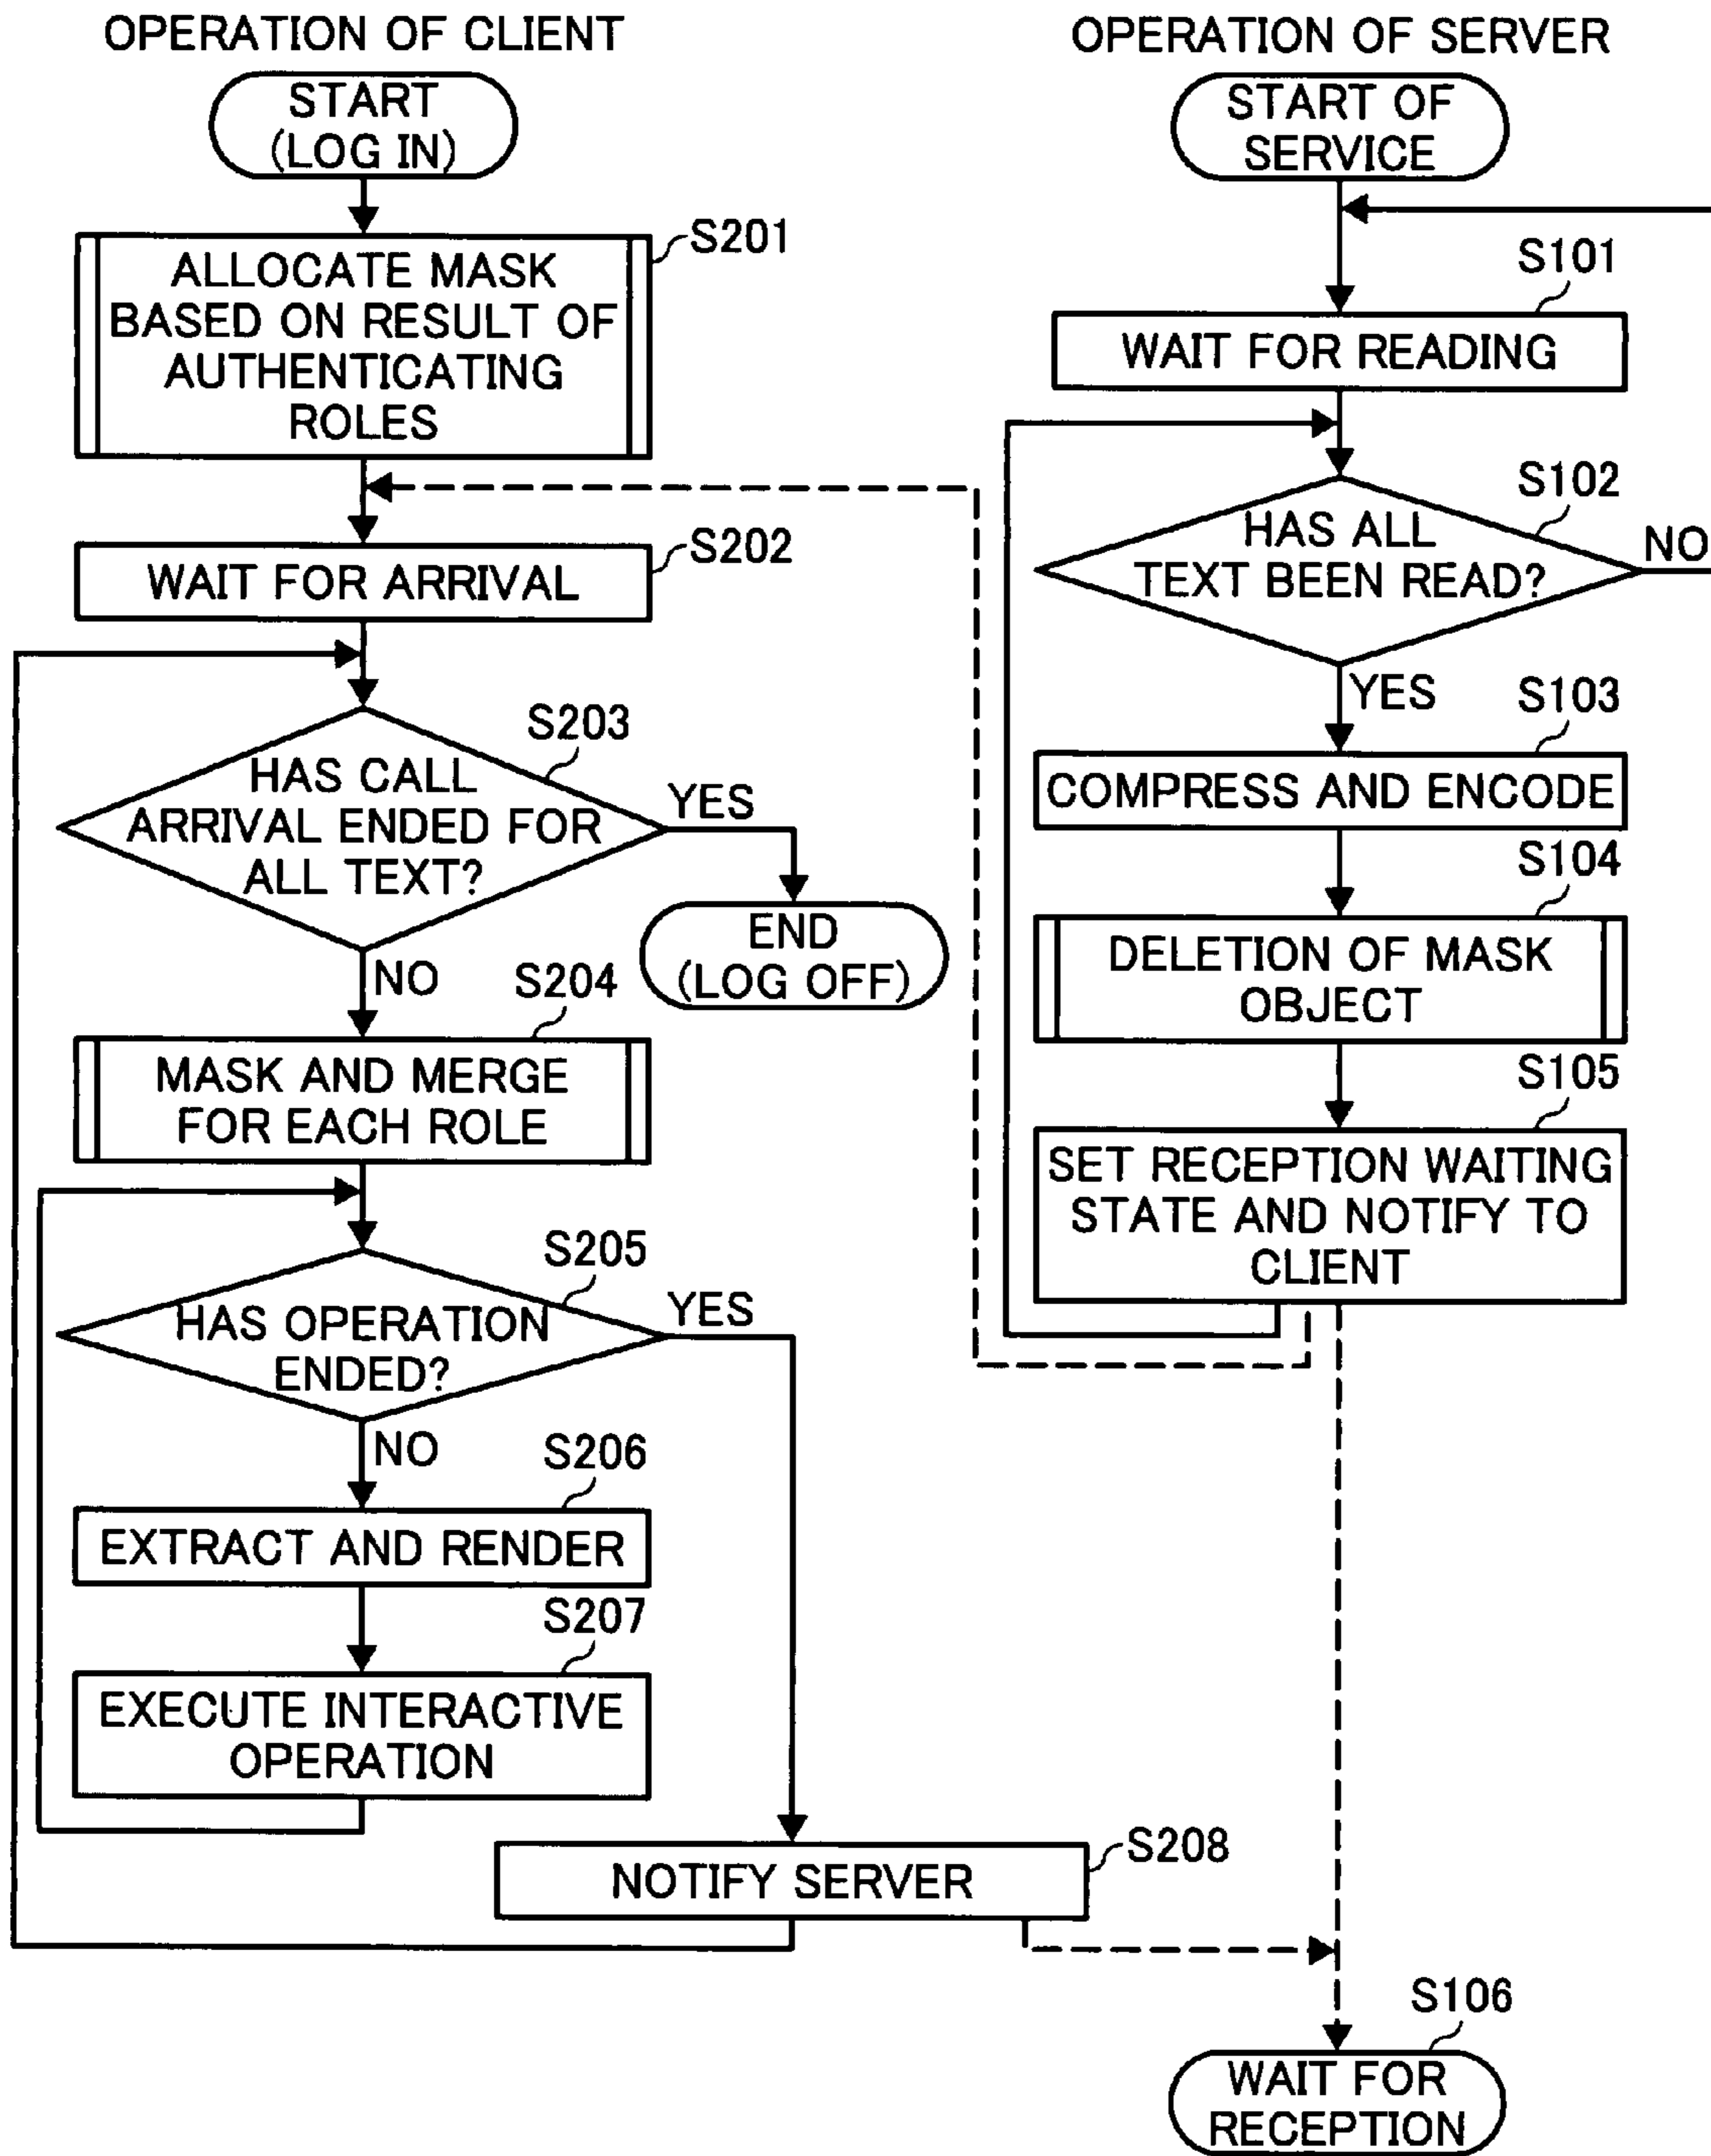 OPERATION OF CLIENT
START
(LOG IN)
S201
ALLOCATE MASK
BASED ON RESULT OF
AUTHENTICATING
ROLES
S202
WAIT FOR ARRIVAL
S203
HAS CALL
ARRIVAL ENDED FOR
ALL TEXT?
YES
END
(LOG OFF)
NO
S204
MASK AND MERGE
FOR EACH ROLE
S205
HAS OPERATION
ENDED?
YES
NO
S206
EXTRACT AND RENDER
S207
EXECUTE INTERACTIVE
OPERATION
S208
NOTIFY SERVER
OPERATION OF SERVER
START OF
SERVICE
S101
WAIT FOR READING
S102
HAS ALL
TEXT BEEN READ?
NO
YES
S103
COMPRESS AND ENCODE
S104
DELETION OF MASK
OBJECT
S105
SET RECEPTION WAITING
STATE AND NOTIFY TO
CLIENT
S106
WAIT FOR
RECEPTION